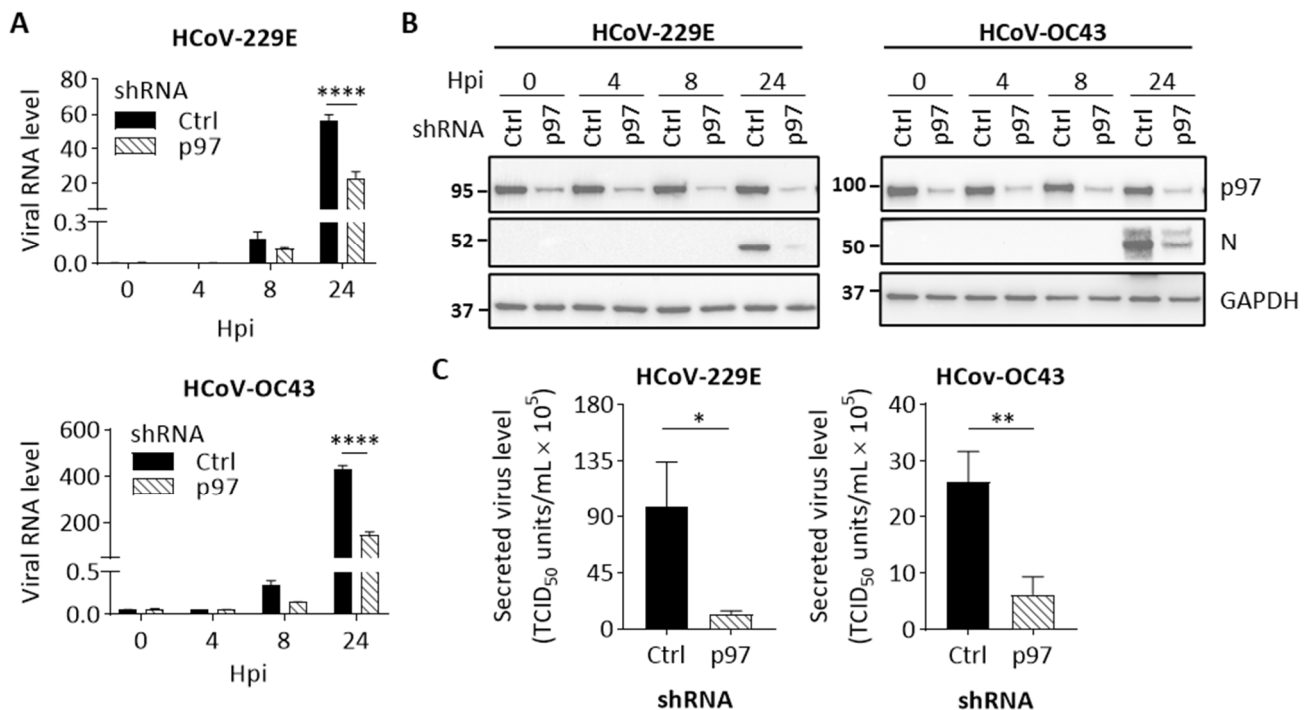 A
HCoV-229E
Viral RNA level
80
60
40
20
0.3
0.0
shRNA
Ctrl
p97
****
0 4 8 24
Hpi
HCoV-OC43
Viral RNA level
600
400
200
0.5
0.0
shRNA
Ctrl
p97
****
0 4 8 24
Hpi
B
HCoV-229E
Hpi 0 4 8 24
shRNA Ctrl p97 Ctrl p97 Ctrl p97 Ctrl p97
95
52
37
HCoV-OC43
0 4 8 24
Ctrl p97 Ctrl p97 Ctrl p97 Ctrl p97
100 p97
50 N
37 GAPDH
C
HCoV-229E
Secreted virus level
(TCID50 units/mL × 10⁵)
180
135
90
45
0
*
Ctrl p97
shRNA
HCov-OC43
Secreted virus level
(TCID50 units/mL × 10⁵)
40
30
20
10
0
**
Ctrl p97
shRNA